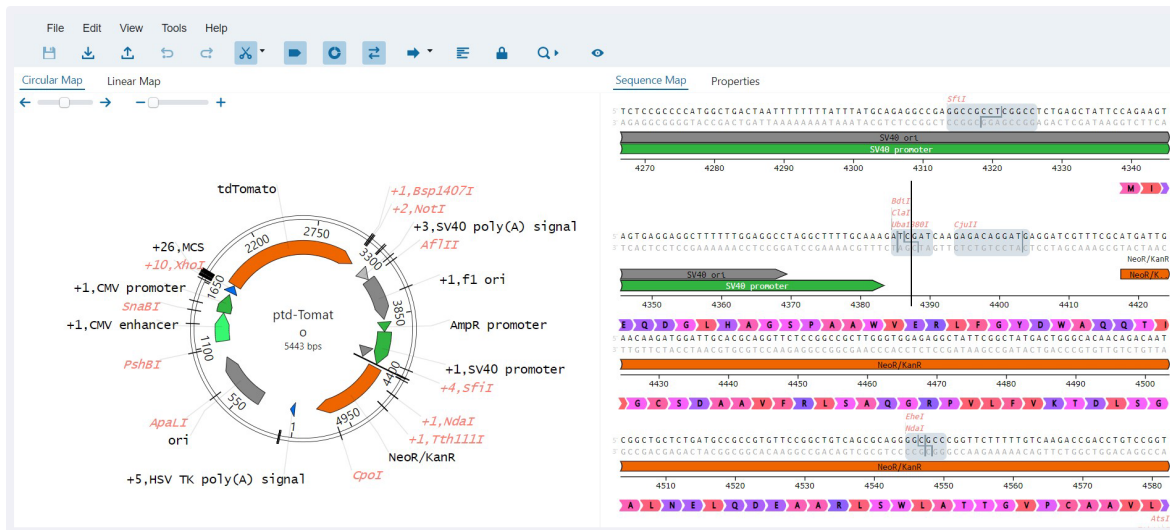 File Edit View Tools Help
Circular Map Linear Map
Sequence Map Properties
tdTomato
+1,Bsp1407I
+2,NotI
+3,SV40 poly(A) signal
AflII
+26,MCS
+10,XhoI
+1,CMV promoter
SnaBI
+1,CMV enhancer
PshBI
ApaLI
ori
+1,f1 ori
AmpR promoter
+1,SV40 promoter
+4,SfiI
+1,NdaI
+1,Tth111I
NeoR/KanR
CpoI
+5,HSV TK poly(A) signal
ptd-Tomat
o
5443 bps
1
550
1100
1650
2200
2750
3300
3850
4400
4950
SfiI
TCTCCGCCCCATGGCTGACTAATTTTTTTTATTTATGCAGAGGCCGAGGCCGCCTCGGCCTCTGAGCTATTCCAGAAGT
AGAGGCGGGGTACCGACTGATTAAAAAAAATAAATACGTCTCCGGCTCCGGCGGAGCCGGAGACTCGATAAGGTCTTCA
SV40 ori
SV40 promoter
4270 4280 4290 4300 4310 4320 4330 4340
M I
BdiI
ClaI
CjuII
AGTGAGGAGGCTTTTTTGGAGGCCTAGGCTTTTGCAAAGATCGATCAAGAGACAGGATGAGGATCGTTTCGCATGATTG
NeoR/KanR
SV40 ori
NeoR/K...
SV40 promoter
4350 4360 4370 4380 4390 4400 4410 4420
E Q D G L H A G S P A A W V E R L F G Y D W A Q Q T I
AACAAGATGGATTGCACGCAGGTTCTCCGGCCGCTTGGGTGGAGAGGCTATTCGGCTATGACTGGGCACAACAGACAAT
TTGTTCTACCTAACGTGCGTCCAAGAGGCCGGCGAACCCACCTCTCCGATAAGCCGATACTGACCCGTGTTGTCTGTTA
NeoR/KanR
4430 4440 4450 4460 4470 4480 4490 4500
G C S D A A V F R L S A Q G R P V L F V K T D L S G
EheI
NdaI
CGGCTGCTCTGATGCCGCCGTGTTCCGGCTGTCAGCGCAGGGGCGCCCGGTTCTTTTTGTCAAGACCGACCTGTCCGGT
NeoR/KanR
4510 4520 4530 4540 4550 4560 4570 4580
A L N E L Q D E A A R L S W L A T T G V P C A A V L
AtsI